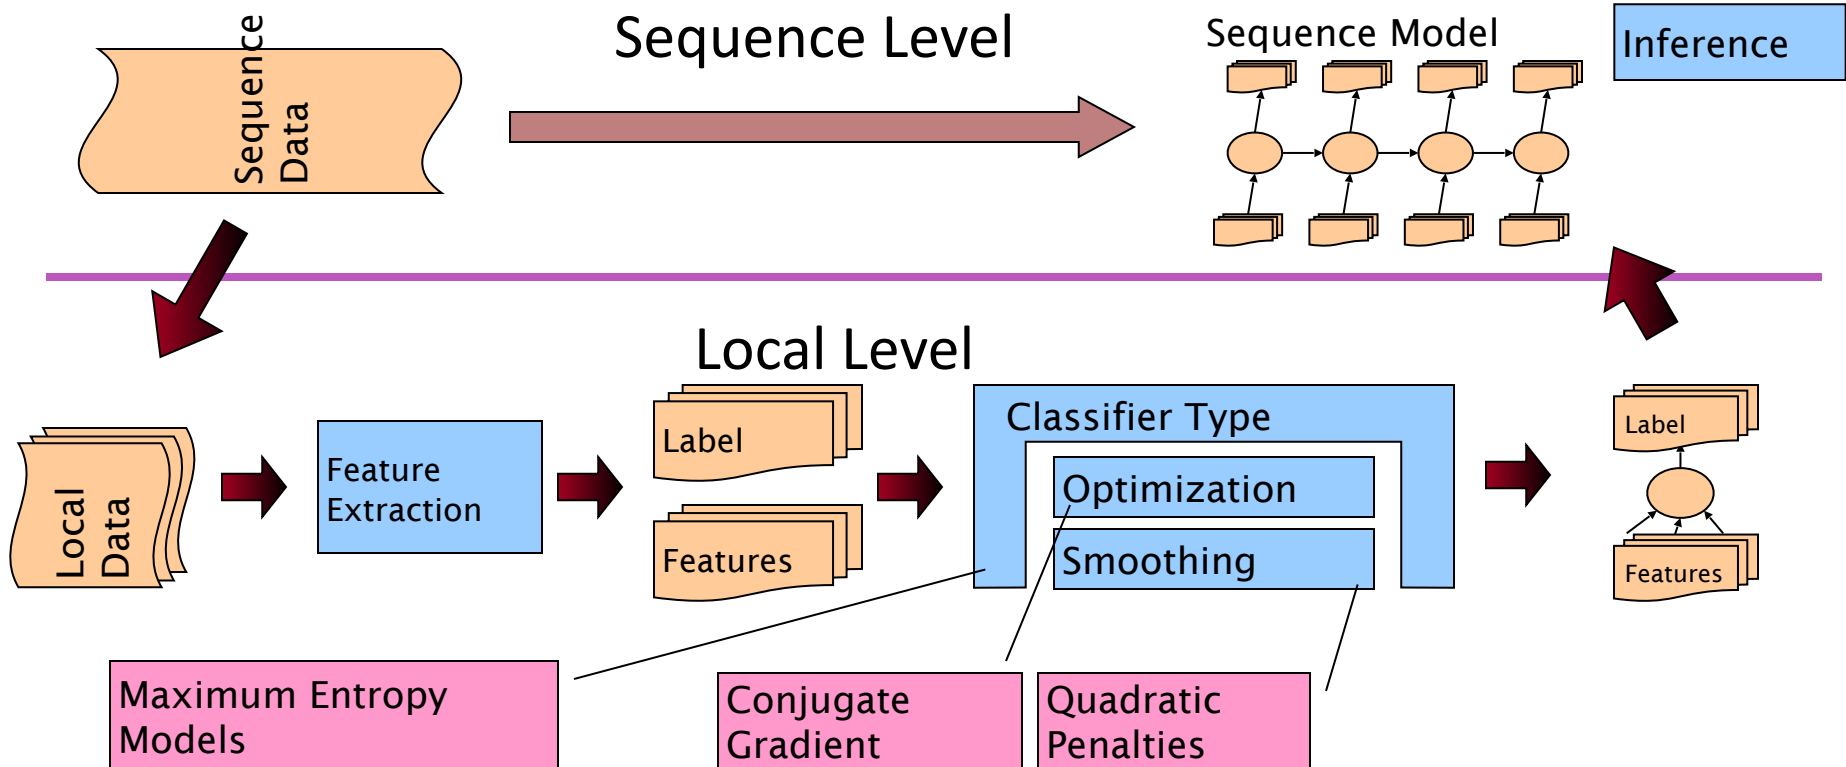 Sequence Level
Sequence Model
Inference
Sequence
Data
Local Level
Local
Data
Feature
Extraction
Label
Features
Classifier Type
Optimization
Smoothing
Label
Features
Maximum Entropy
Models
Conjugate
Gradient
Quadratic
Penalties